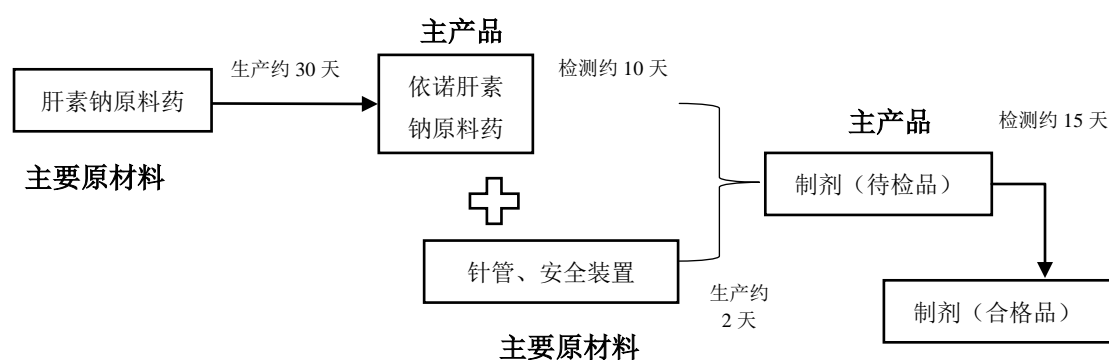 主产品
生产约 30 天
检测约 10 天
肝素钠原料药
依诺肝素
钠原料药
主要原材料
主产品
检测约 15 天
制剂（待检品）
针管、安全装置
生产约
2 天
制剂（合格品）
主要原材料